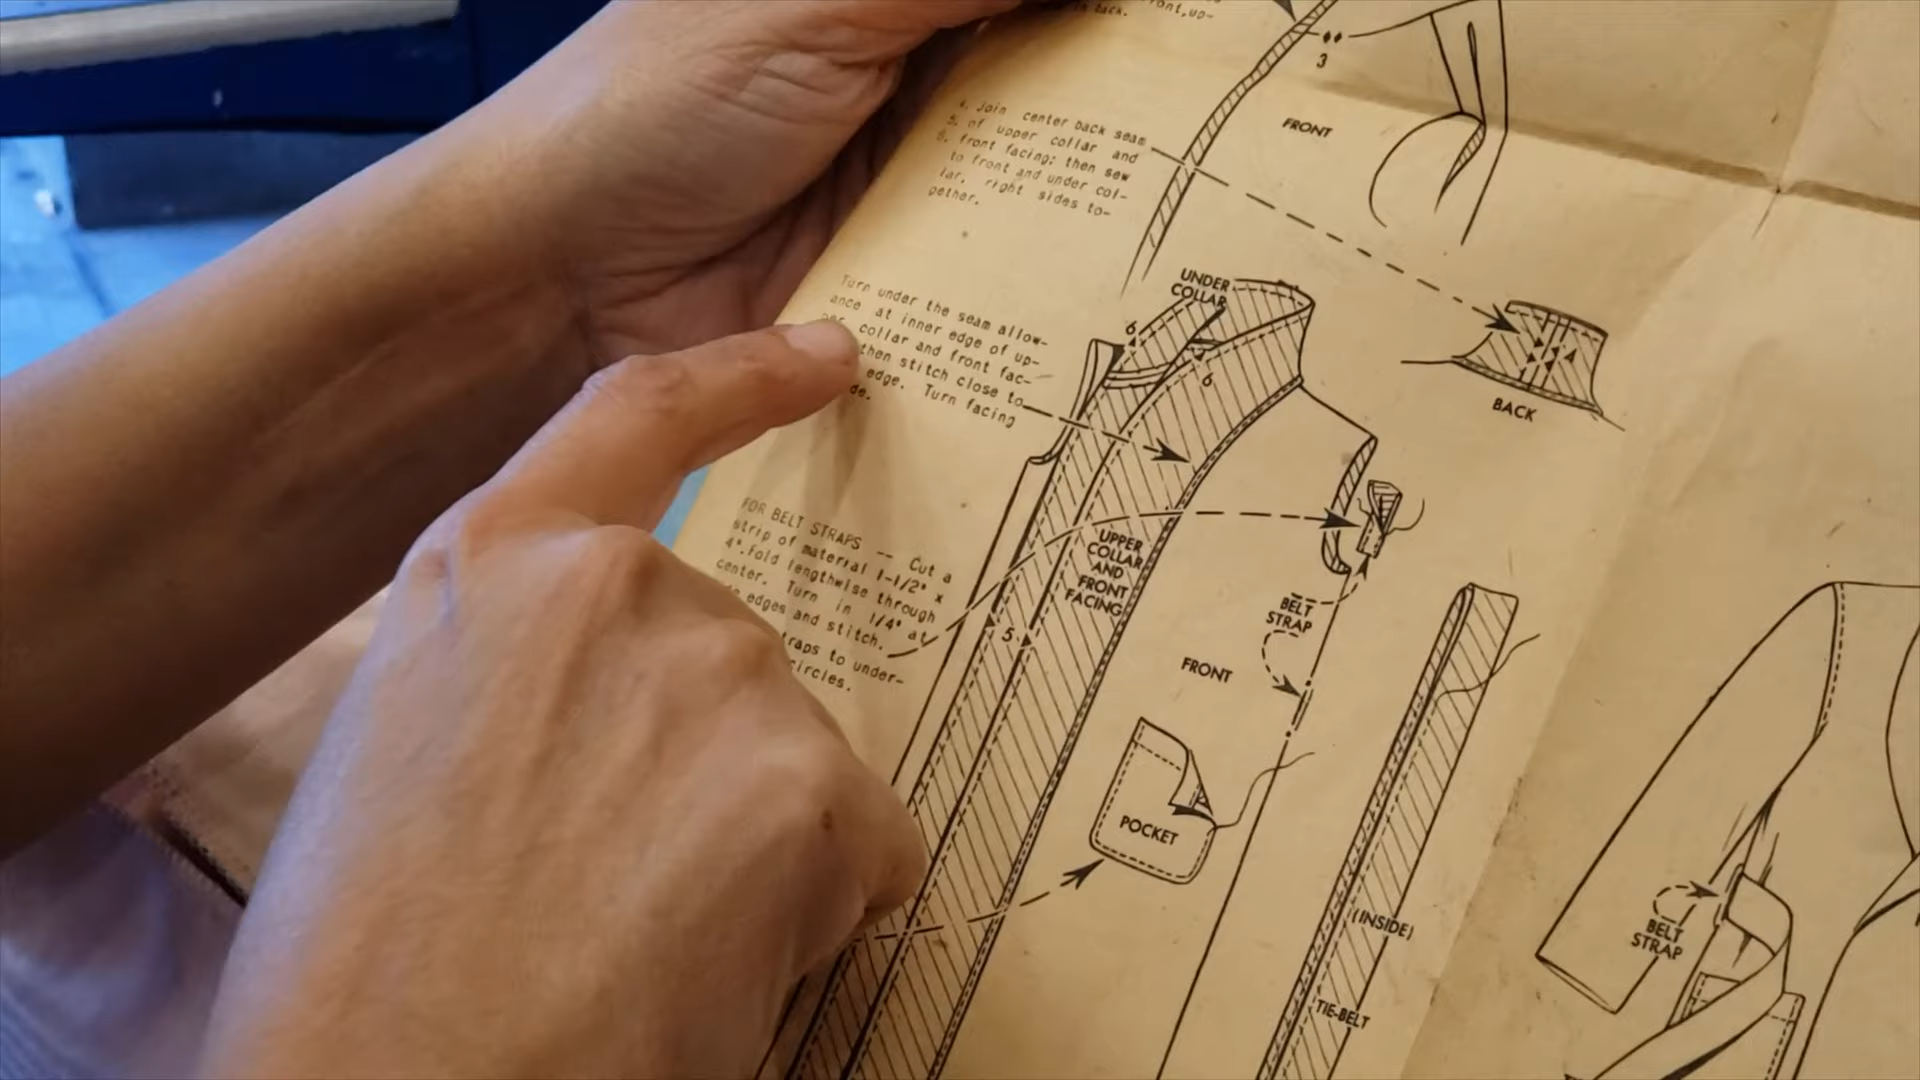 front,up-
in back.
3
FRONT
4. Join center back seam
5. of upper collar and
6. front facing; then sew
to front and under col-
lar, right sides to-
gether.
UNDER
COLLAR
6
6
4
BACK
Turn under the seam allow-
ance at inner edge of up-
per collar and front fac-
then stitch close to
edge. Turn facing
FOR BELT STRAPS -- Cut a
strip of material 1-1/2" x
4".Fold lengthwise through
center. Turn in 1/4" at
edges and stitch.
traps to under-
circles.
UPPER
COLLAR
AND
FRONT
FACING
5
BELT
STRAP
FRONT
POCKET
(INSIDE)
TIE-BELT
BELT
STRAP